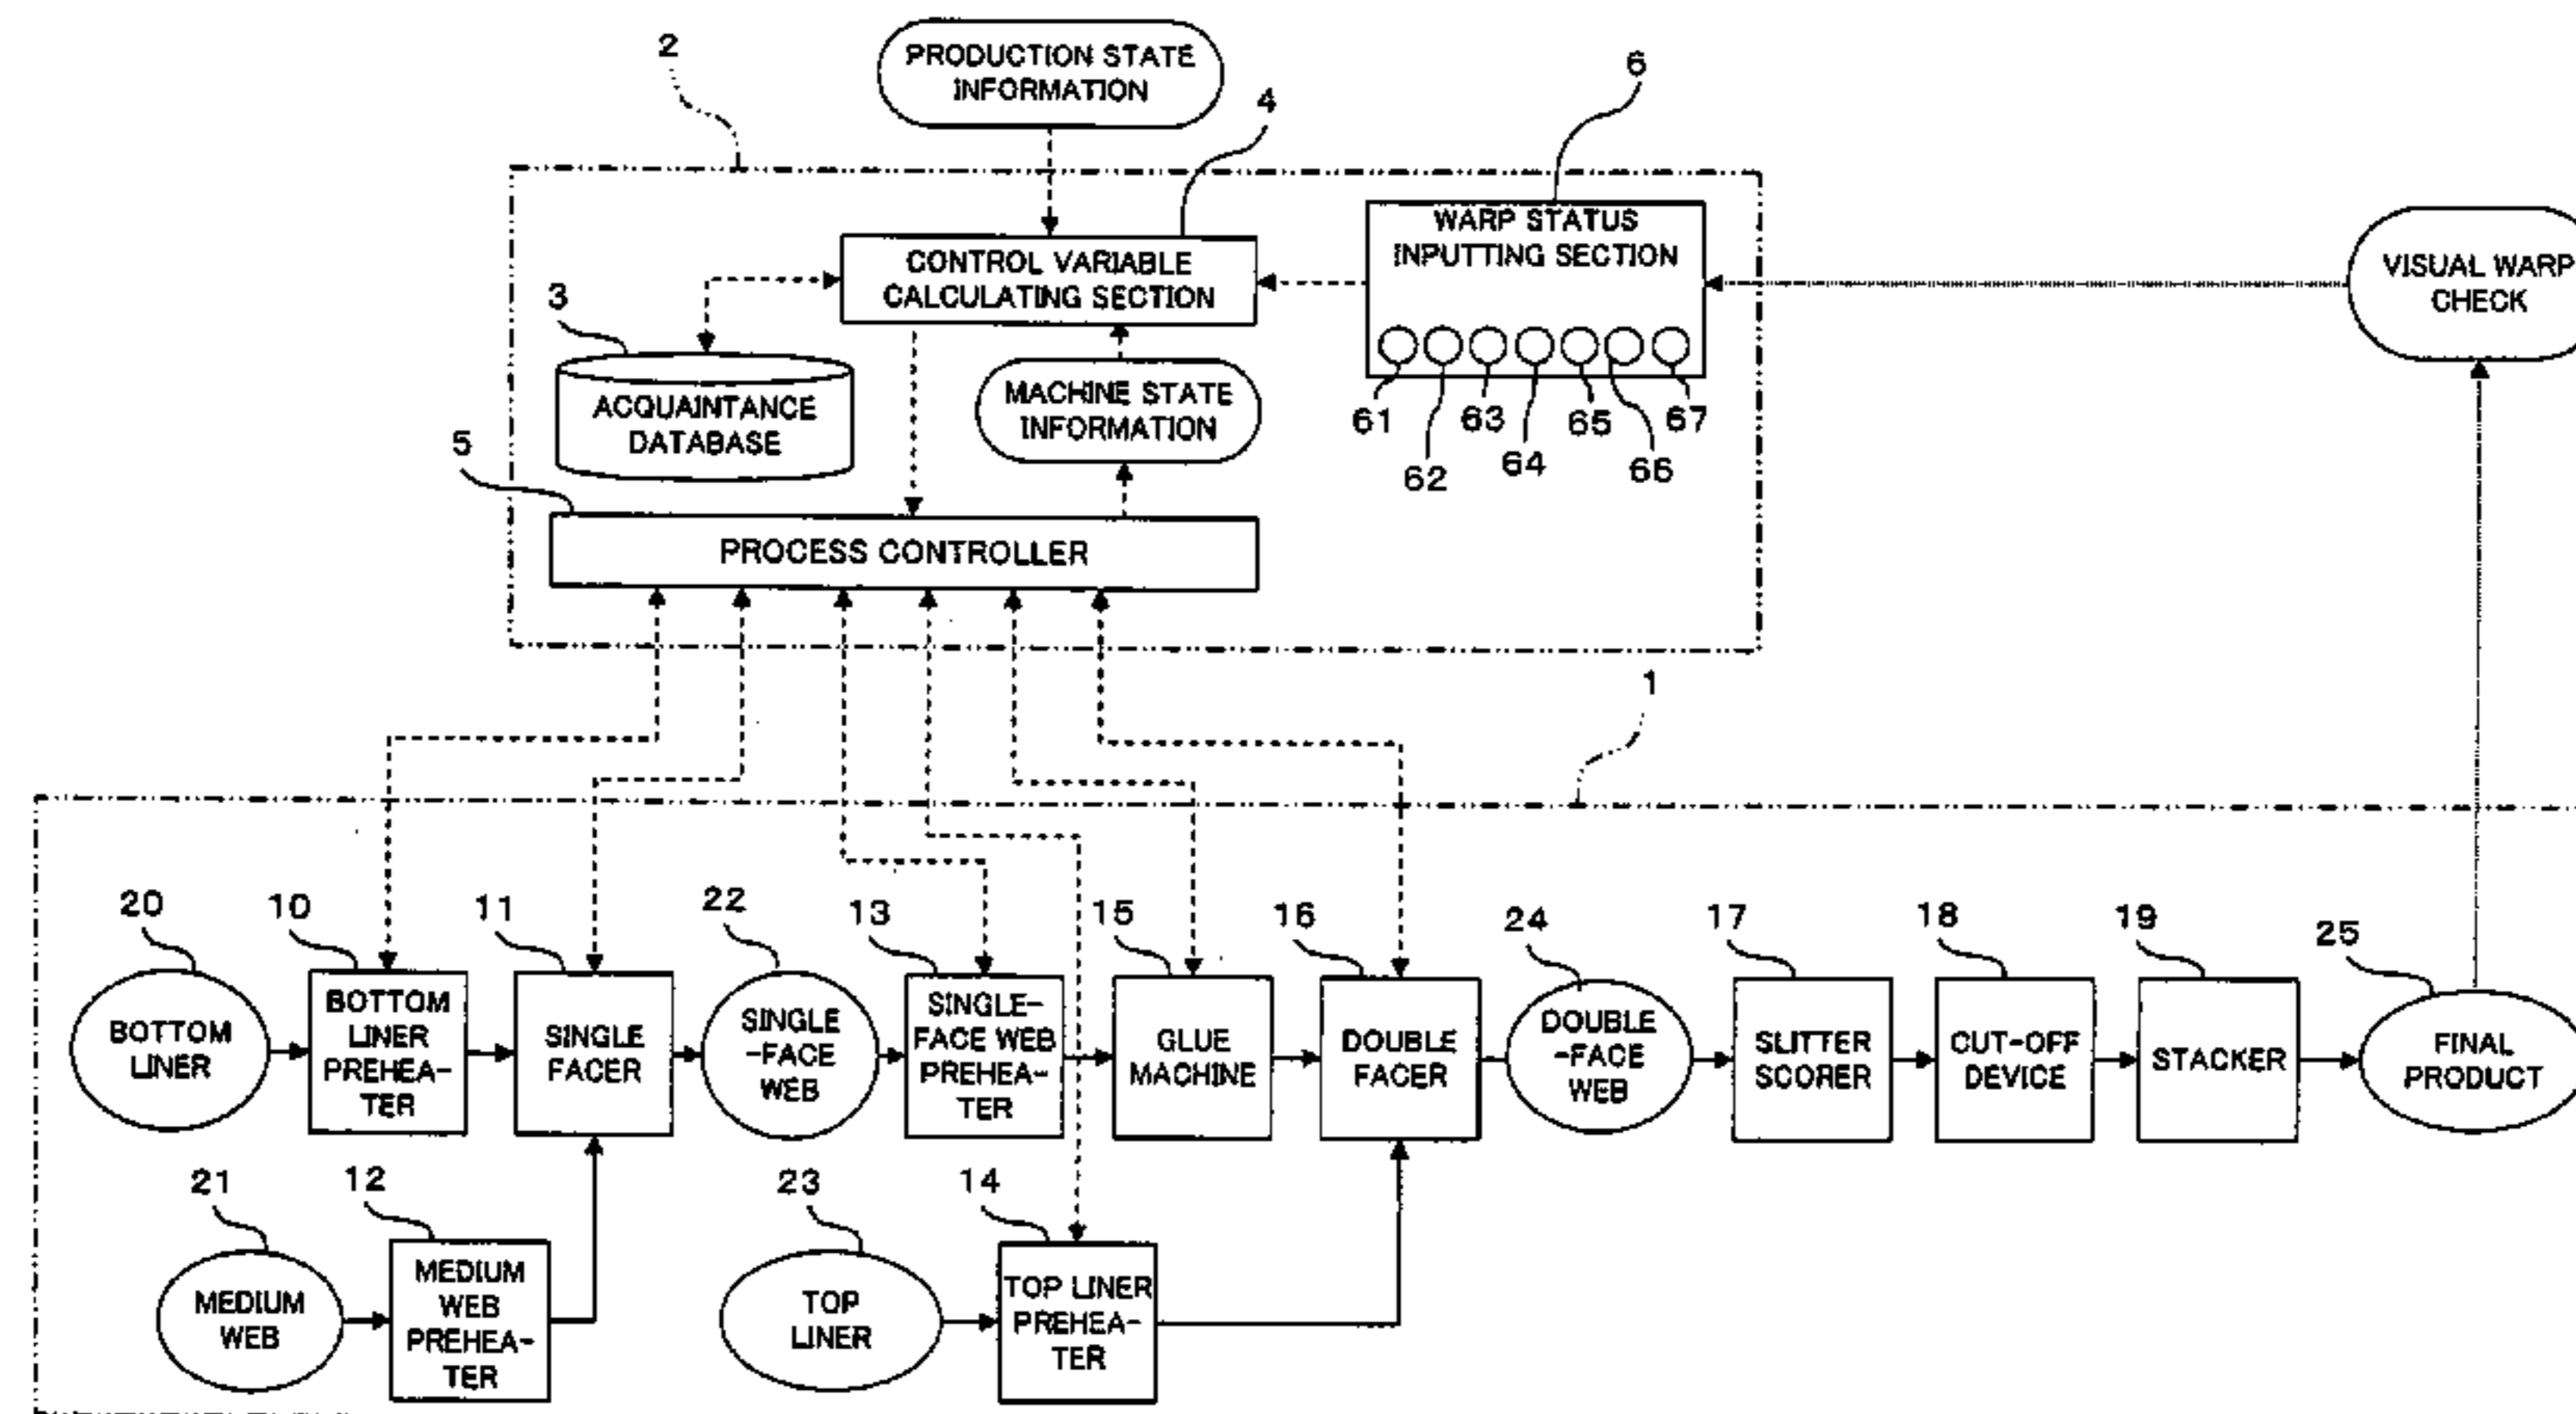 2
PRODUCTION STATE
INFORMATION
4
6
CONTROL VARIABLE
CALCULATING SECTION
WARP STATUS
INPUTTING SECTION
VISUAL WARP
CHECK
3
ACQUAINTANCE
DATABASE
MACHINE STATE
INFORMATION
61
62
63
64
65
66
67
5
PROCESS CONTROLLER
1
20
BOTTOM
LINER
10
BOTTOM
LINER
PREHEA-
TER
11
SINGLE
FACER
22
SINGLE
-FACE
WEB
13
SINGLE-
FACE WEB
PREHEA-
TER
15
GLUE
MACHINE
16
DOUBLE
FACER
24
DOUBLE
-FACE
WEB
17
SLITTER
SCORER
18
CUT-OFF
DEVICE
19
STACKER
25
FINAL
PRODUCT
21
MEDIUM
WEB
12
MEDIUM
WEB
PREHEA-
TER
23
TOP
LINER
14
TOP LINER
PREHEA-
TER